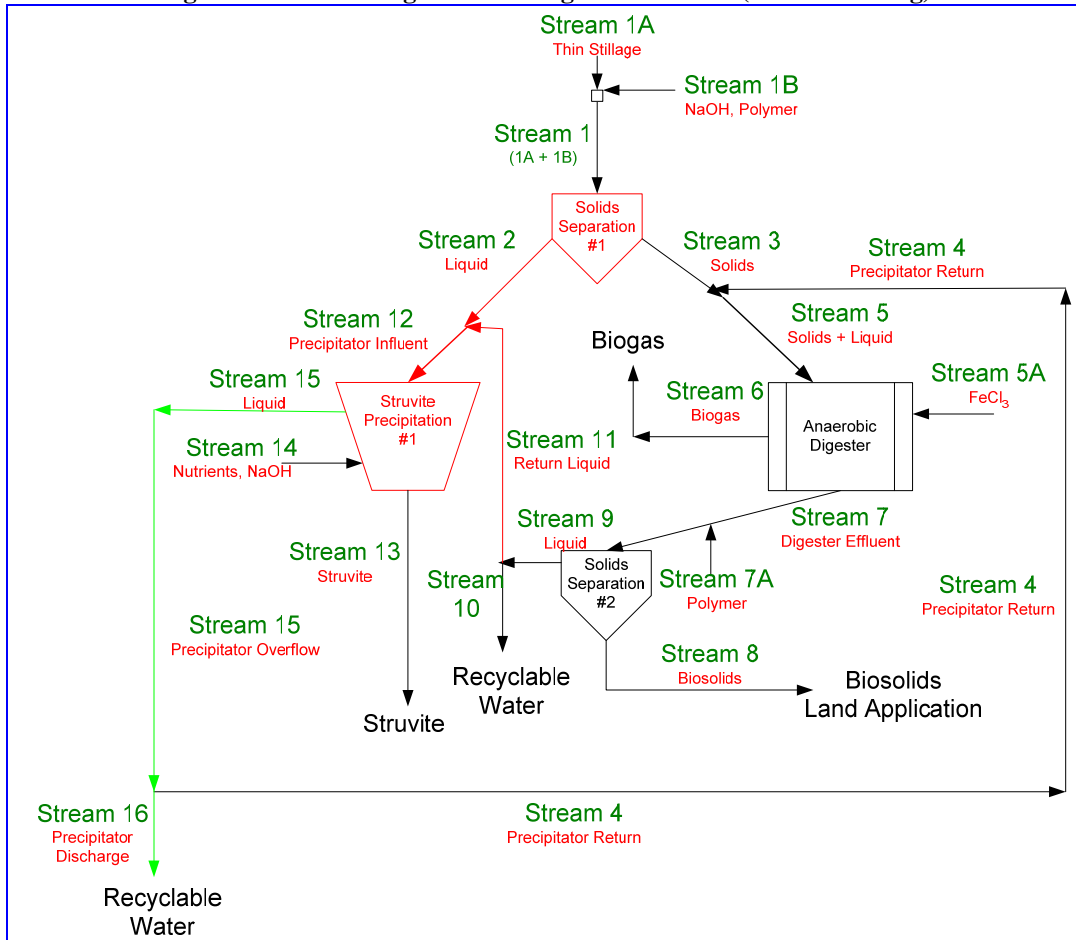 Stream 1A
Thin Stillage
Stream 1B
NaOH, Polymer
Stream 1
(1A + 1B)
Solids
Separation
#1
Stream 2
Liquid
Stream 3
Solids
Stream 4
Precipitator Return
Stream 12
Precipitator Influent
Stream 5
Solids + Liquid
Biogas
Stream 15
Liquid
Struvite
Precipitation
#1
Stream 6
Biogas
Stream 5A
FeCl3
Anaerobic
Digester
Stream 14
Nutrients, NaOH
Stream 11
Return Liquid
Stream 9
Liquid
Stream 7
Digester Effluent
Stream 13
Struvite
Solids
Separation
#2
Stream
10
Stream 7A
Polymer
Stream 4
Precipitator Return
Stream 15
Precipitator Overflow
Stream 8
Biosolids
Recyclable
Water
Biosolids
Land Application
Struvite
Stream 16
Precipitator
Discharge
Stream 4
Precipitator Return
Recyclable
Water